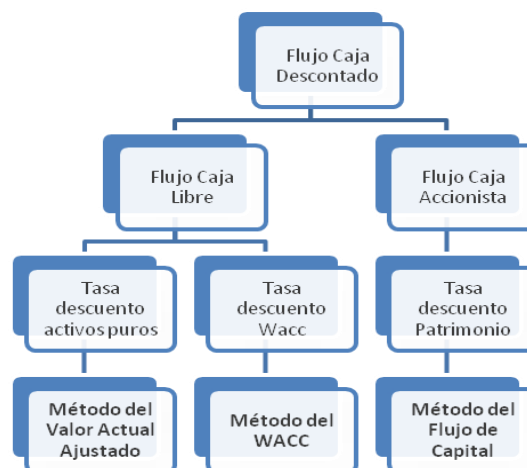 Flujo Caja
Descontado
Flujo Caja
Libre
Flujo Caja
Accionista
Tasa
descuento
activos puros
Tasa
descuento
Wacc
Tasa
descuento
Patrimonio
Método del
Valor Actual
Ajustado
Método del
WACC
Método del
Flujo de
Capital